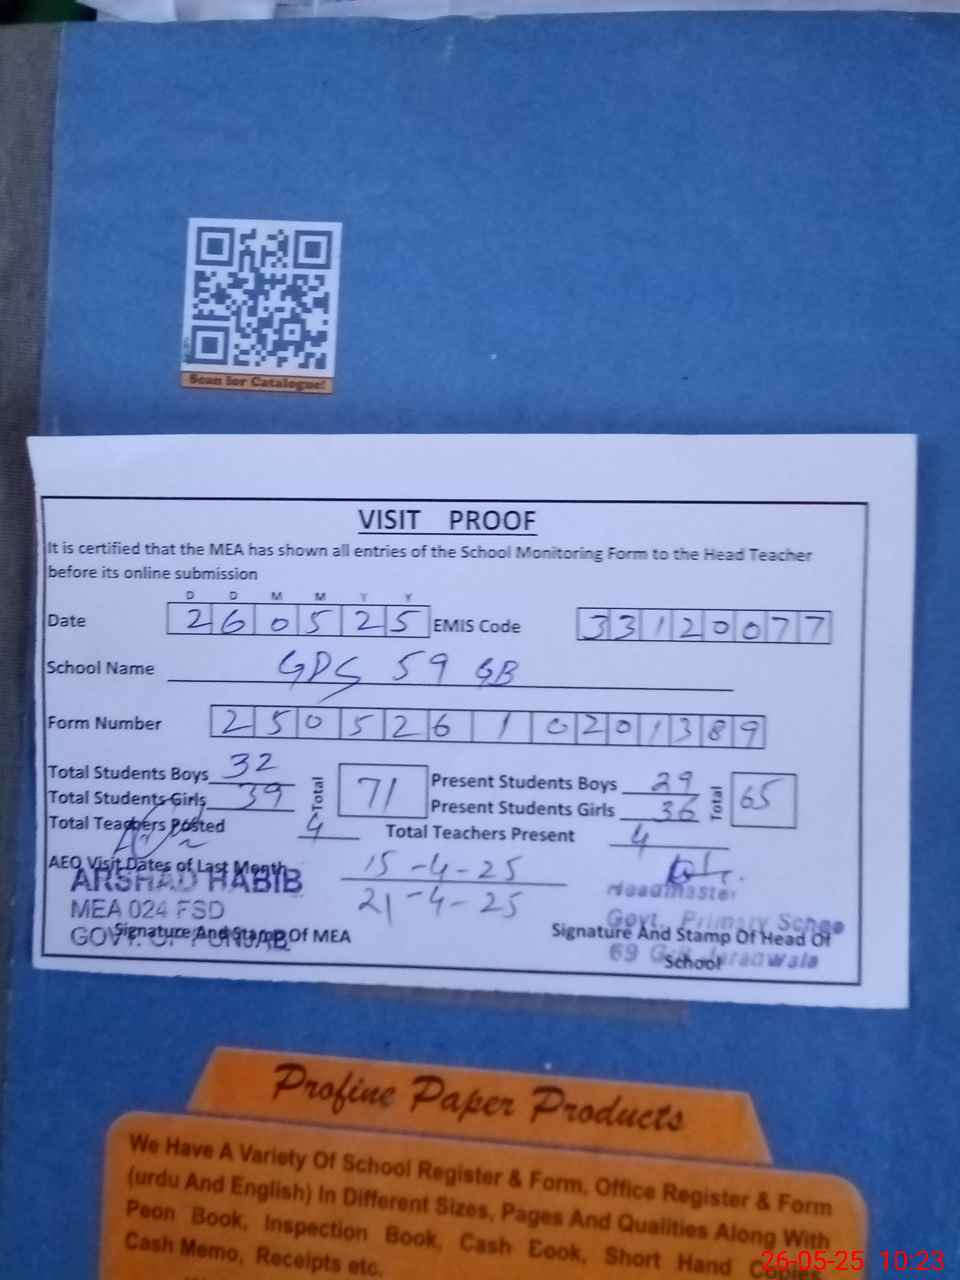 Scan for Catalogue!
VISIT PROOF
It is certified that the MEA has shown all entries of the School Monitoring Form to the Head Teacher
before its online submission
D D M M Y Y
Date 260525 EMIS Code 33120077
School Name GPS 59 GB
Form Number 25052610201389
Total Students Boys 32 Total 71 Present Students Boys 29 Total 65
Total Students Girls 39 Present Students Girls 36
Total Teachers Posted 4 Total Teachers Present 4
AEO Visit Dates of Last Month 15-4-25
21-4-25
ARSHAD HABIB
MEA 024 FSD
GOVT. OF PUNJAB
Signature And Stamp Of MEA
Headmaster
Govt. Primary Schoo
69 Jaranwala
Signature And Stamp Of Head Of
School
Profine Paper Products
We Have A Variety Of School Register & Form, Office Register & Form
(urdu And English) In Different Sizes, Pages And Qualities Along With
Peon Book, Inspection Book, Cash Book, Short Hand Copies
Cash Memo, Receipts etc.
26-05-25 10:23